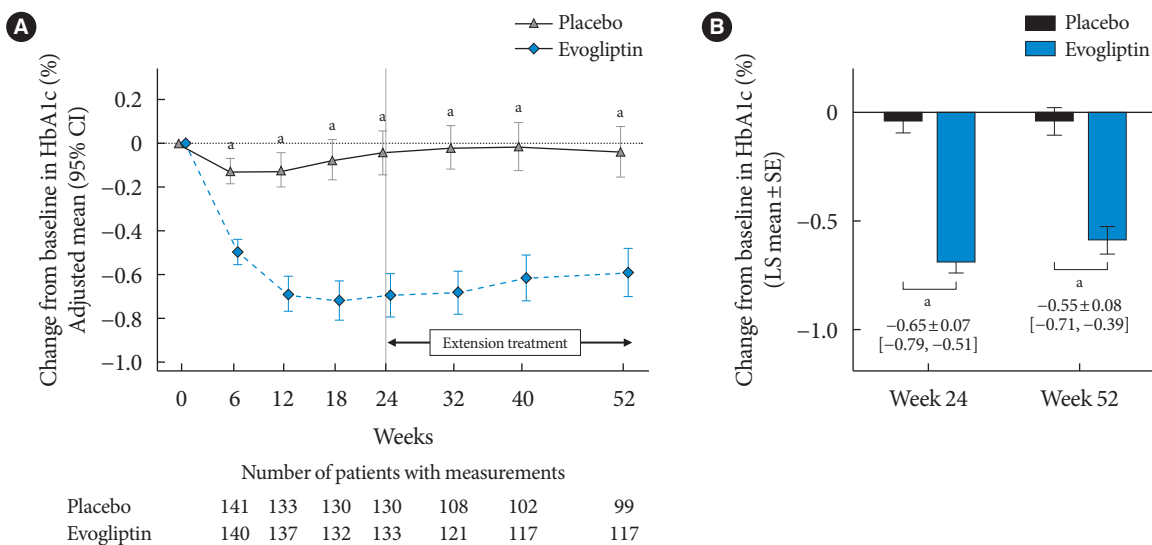 A
Placebo
Evogliptin
Change from baseline in HbA1c (%)
Adjusted mean (95% CI)
0.2
0
−0.2
−0.4
−0.6
−0.8
−1.0
a a a a a a a
Extension treatment
0 6 12 18 24 32 40 52
Weeks
Number of patients with measurements
Placebo 141 133 130 130 108 102 99
Evogliptin 140 137 132 133 121 117 117
B
Placebo
Evogliptin
Change from baseline in HbA1c (%)
(LS mean ± SE)
0
−0.5
−1.0
a
−0.65±0.07
[−0.79, −0.51]
a
−0.55±0.08
[−0.71, −0.39]
Week 24 Week 52